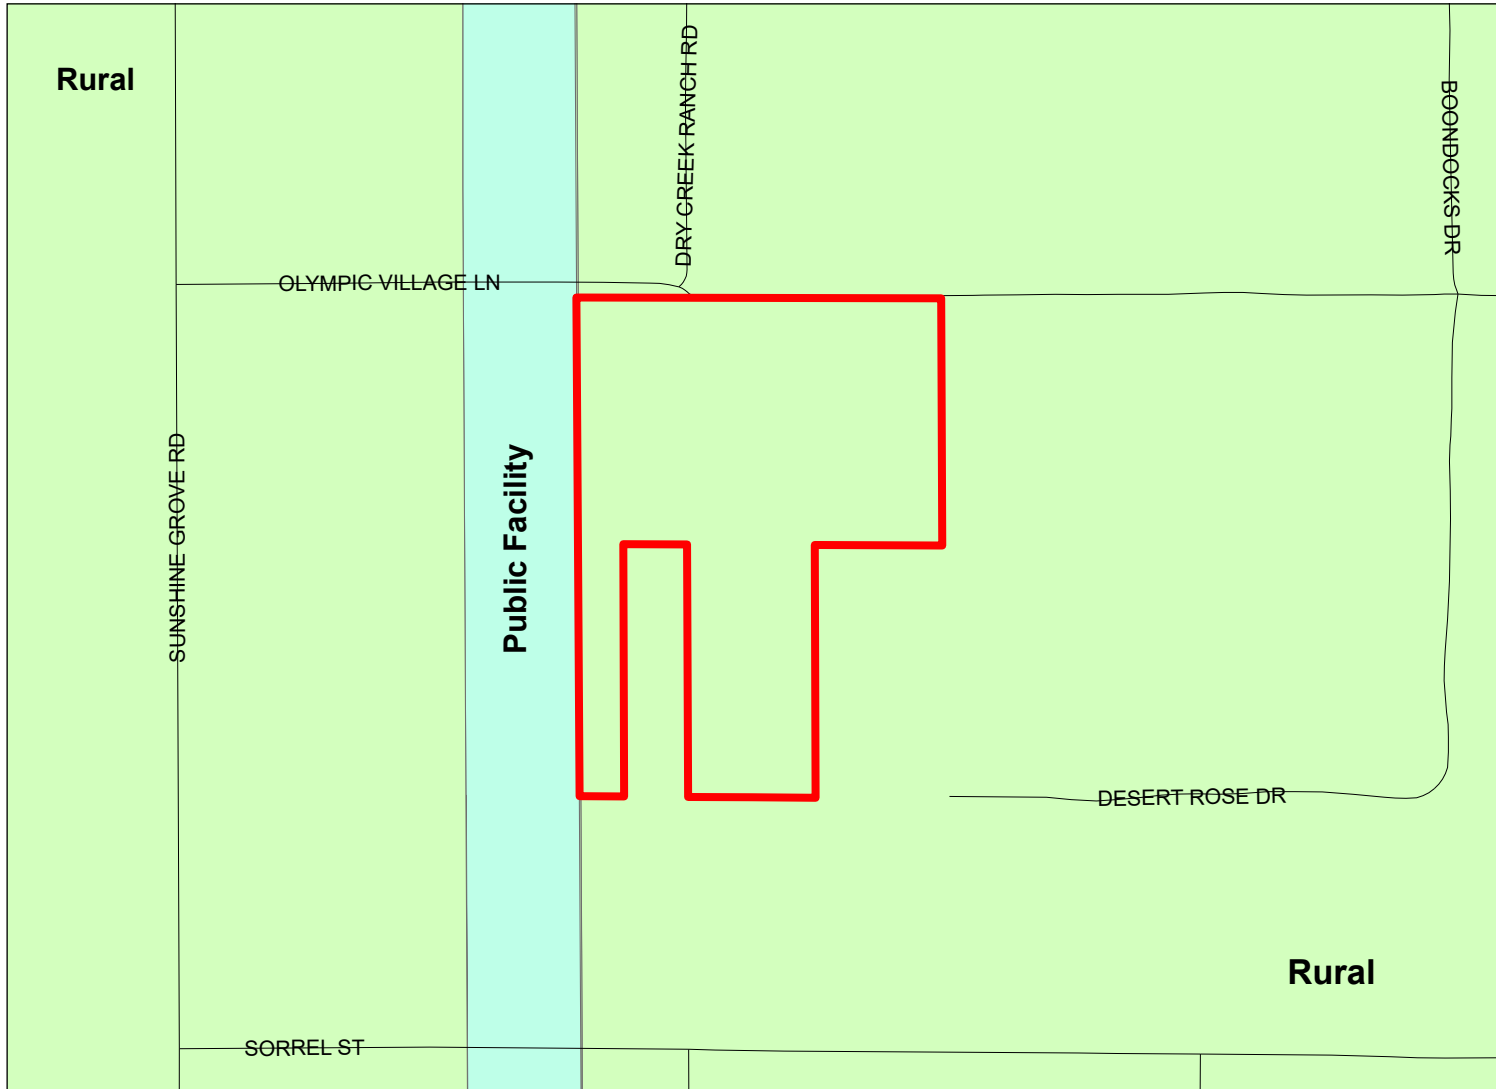 Rural
DRY CREEK RANCH RD
BOONDOCKS DR
OLYMPIC VILLAGE LN
SUNSHINE GROVE RD
Public Facility
DESERT ROSE DR
Rural
SORREL ST